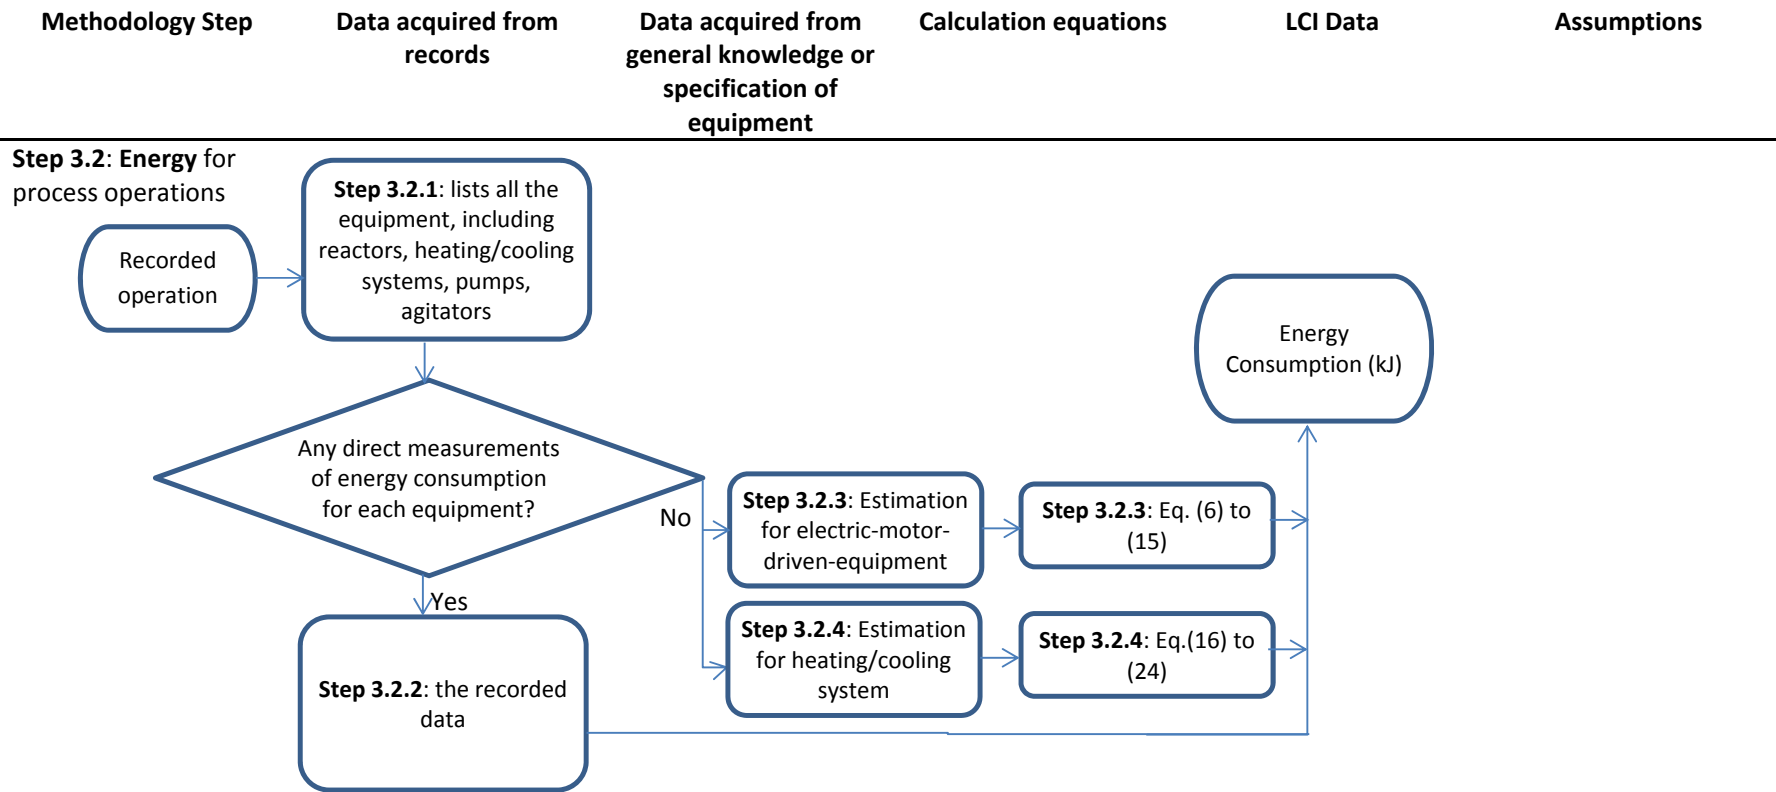 Methodology Step
Data acquired from
records
Data acquired from
general knowledge or
specification of
equipment
Calculation equations
LCI Data
Assumptions
Step 3.2: Energy for
process operations
Recorded
operation
Step 3.2.1: lists all the
equipment, including
reactors, heating/cooling
systems, pumps,
agitators
Any direct measurements
of energy consumption
for each equipment?
No
Yes
Step 3.2.2: the recorded
data
Step 3.2.3: Estimation
for electric-motor-
driven-equipment
Step 3.2.3: Eq. (6) to
(15)
Step 3.2.4: Estimation
for heating/cooling
system
Step 3.2.4: Eq.(16) to
(24)
Energy
Consumption (kJ)